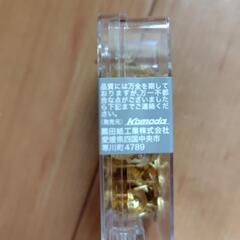 品質には万全を期して
おりますが、万一不都
合な点がございました
ら下記までご連絡くだ
さい。
(発売元) Komoda
薦田紙工業株式会社
愛媛県四国中央市
寒川町4789